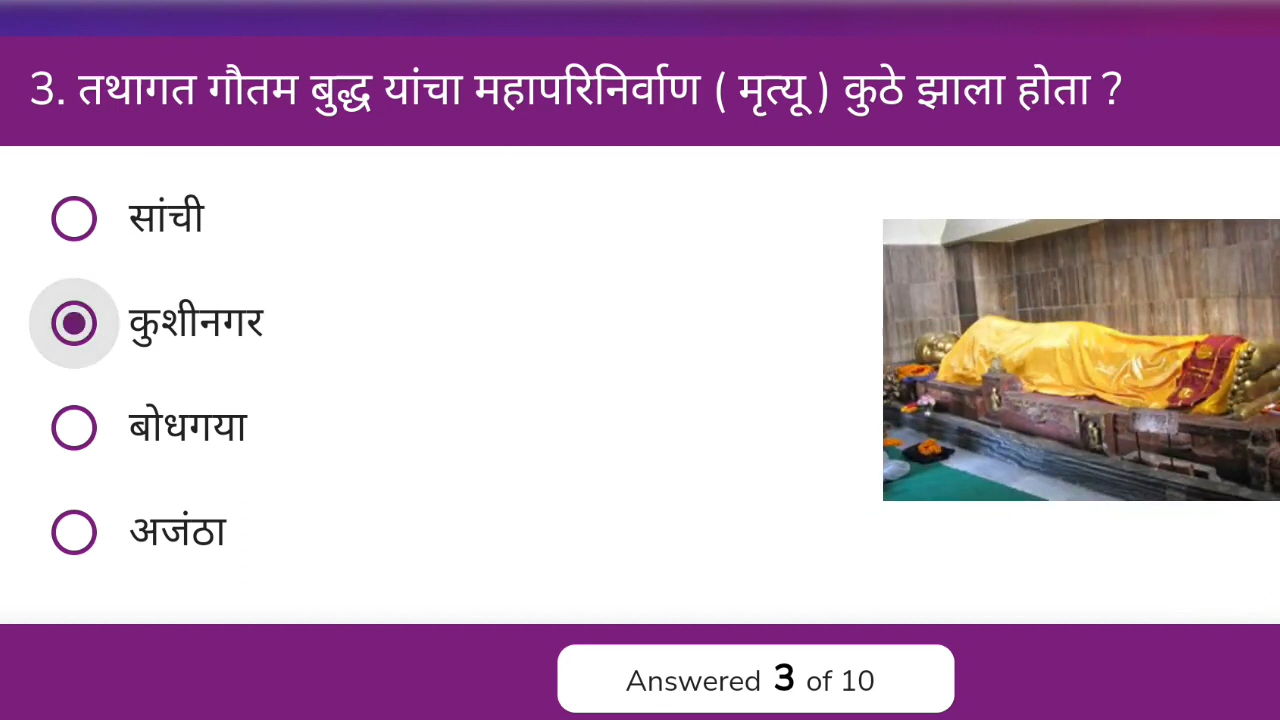 3. तथागत गौतम बुद्ध यांचा महापरिनिर्वाण ( मृत्यू ) कुठे झाला होता ?
सांची
कुशीनगर
बोधगया
अजंठा
Answered 3 of 10